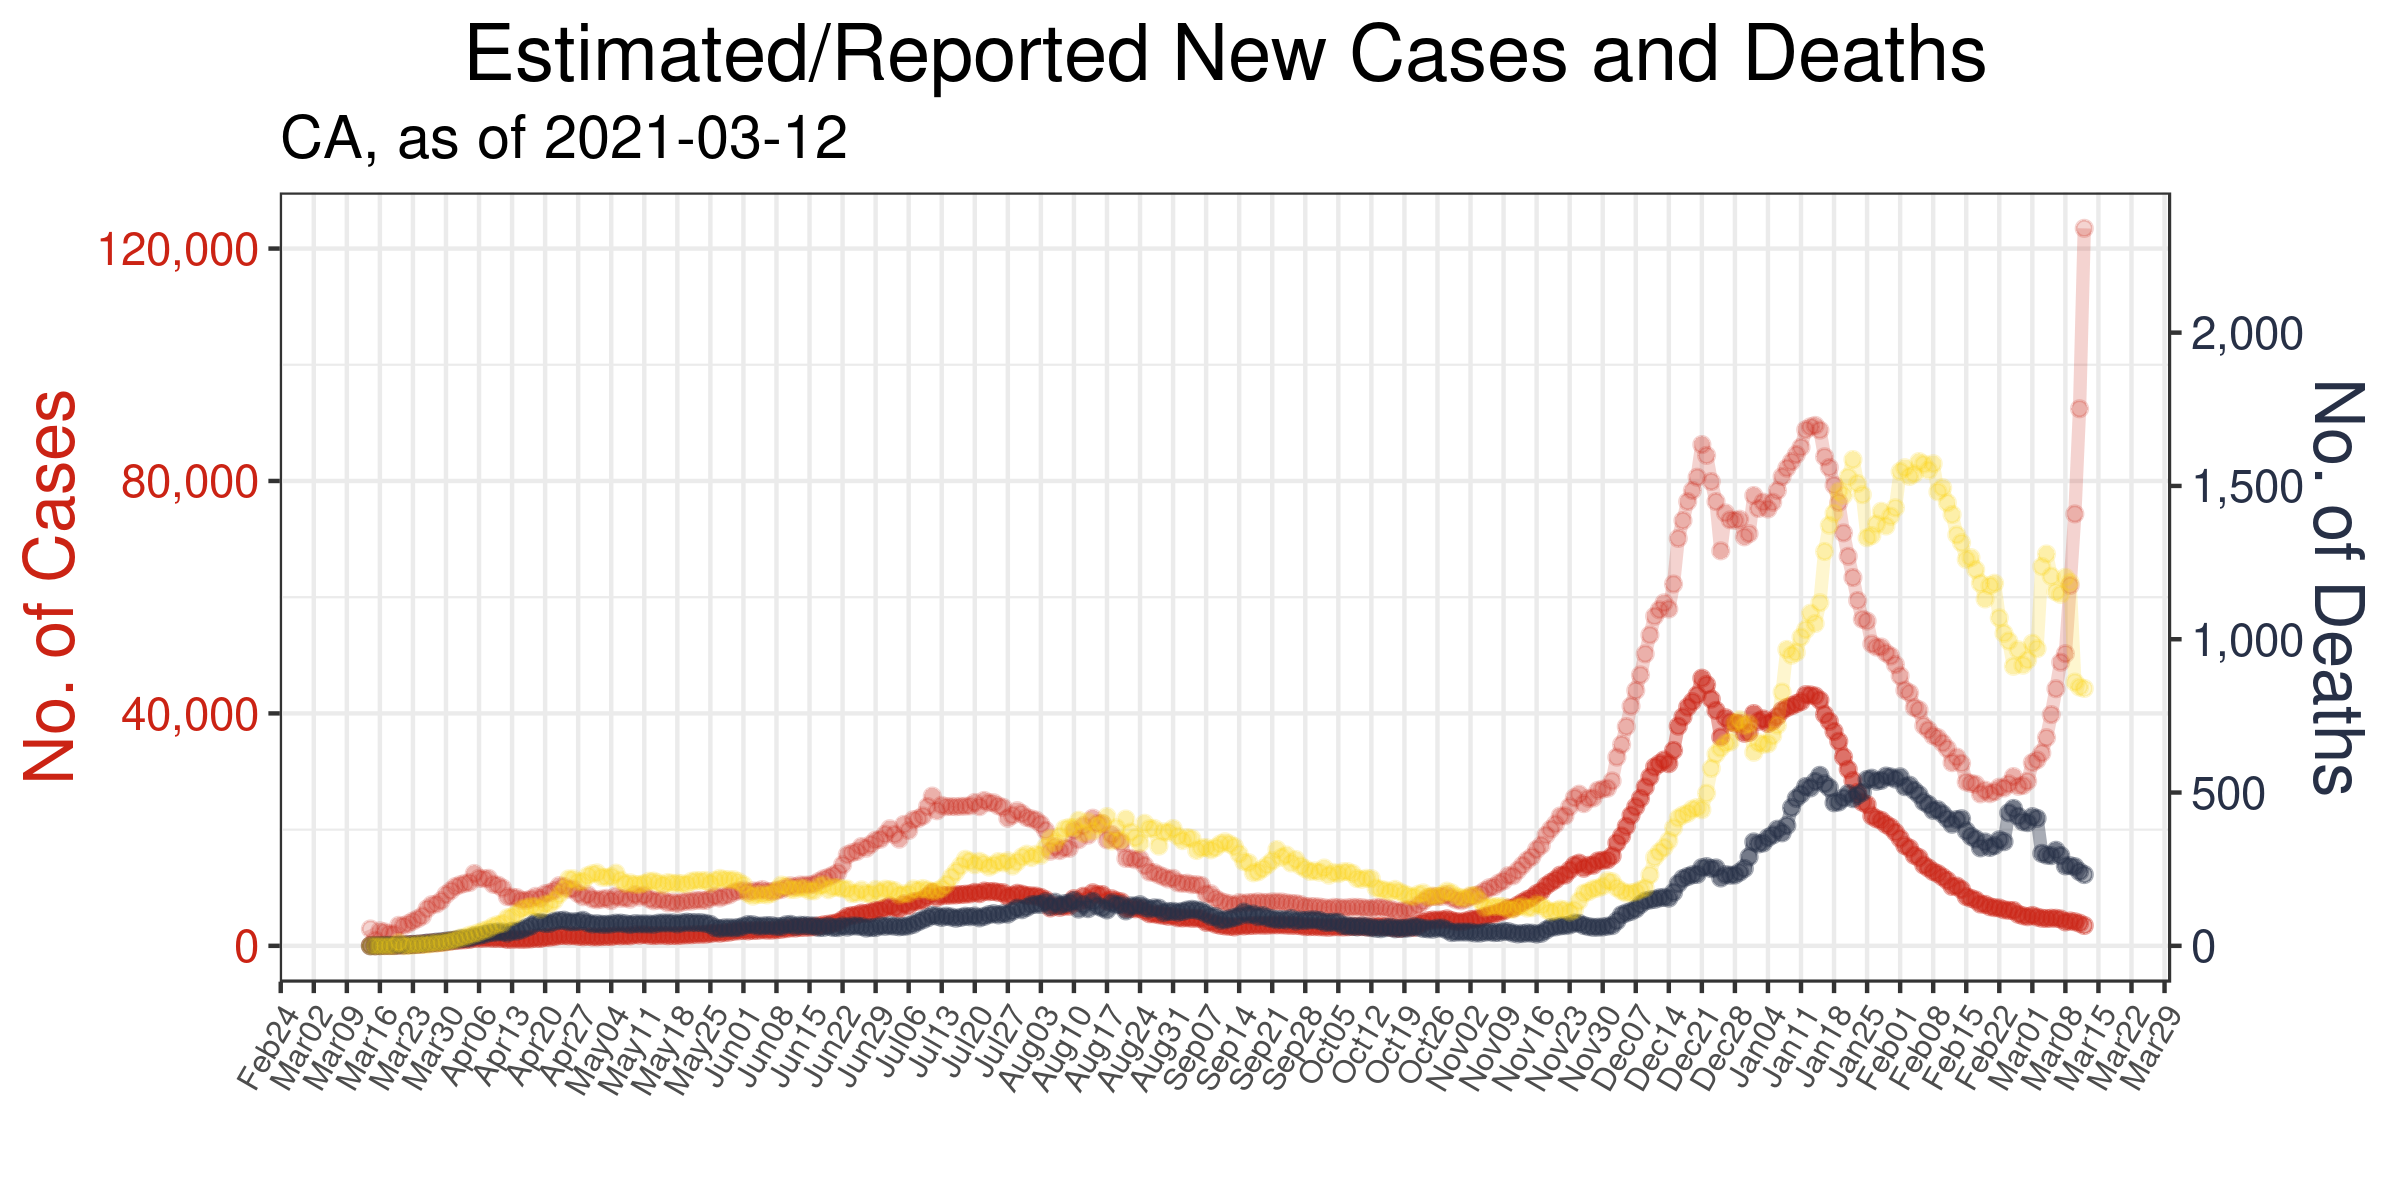 Estimated/Reported New Cases and Deaths
CA, as of 2021-03-12
No. of Cases
120,000
80,000
40,000
0
2,000
1,500
1,000
500
0
No. of Deaths
Feb24
Mar02
Mar09
Mar16
Mar23
Mar30
Apr06
Apr13
Apr20
Apr27
May04
May11
May18
May25
Jun01
Jun08
Jun15
Jun22
Jun29
Jul06
Jul13
Jul20
Jul27
Aug03
Aug10
Aug17
Aug24
Aug31
Sep07
Sep14
Sep21
Sep28
Oct05
Oct12
Oct19
Oct26
Nov02
Nov09
Nov16
Nov23
Nov30
Dec07
Dec14
Dec21
Dec28
Jan04
Jan11
Jan18
Jan25
Feb01
Feb08
Feb15
Feb22
Mar01
Mar08
Mar15
Mar22
Mar29